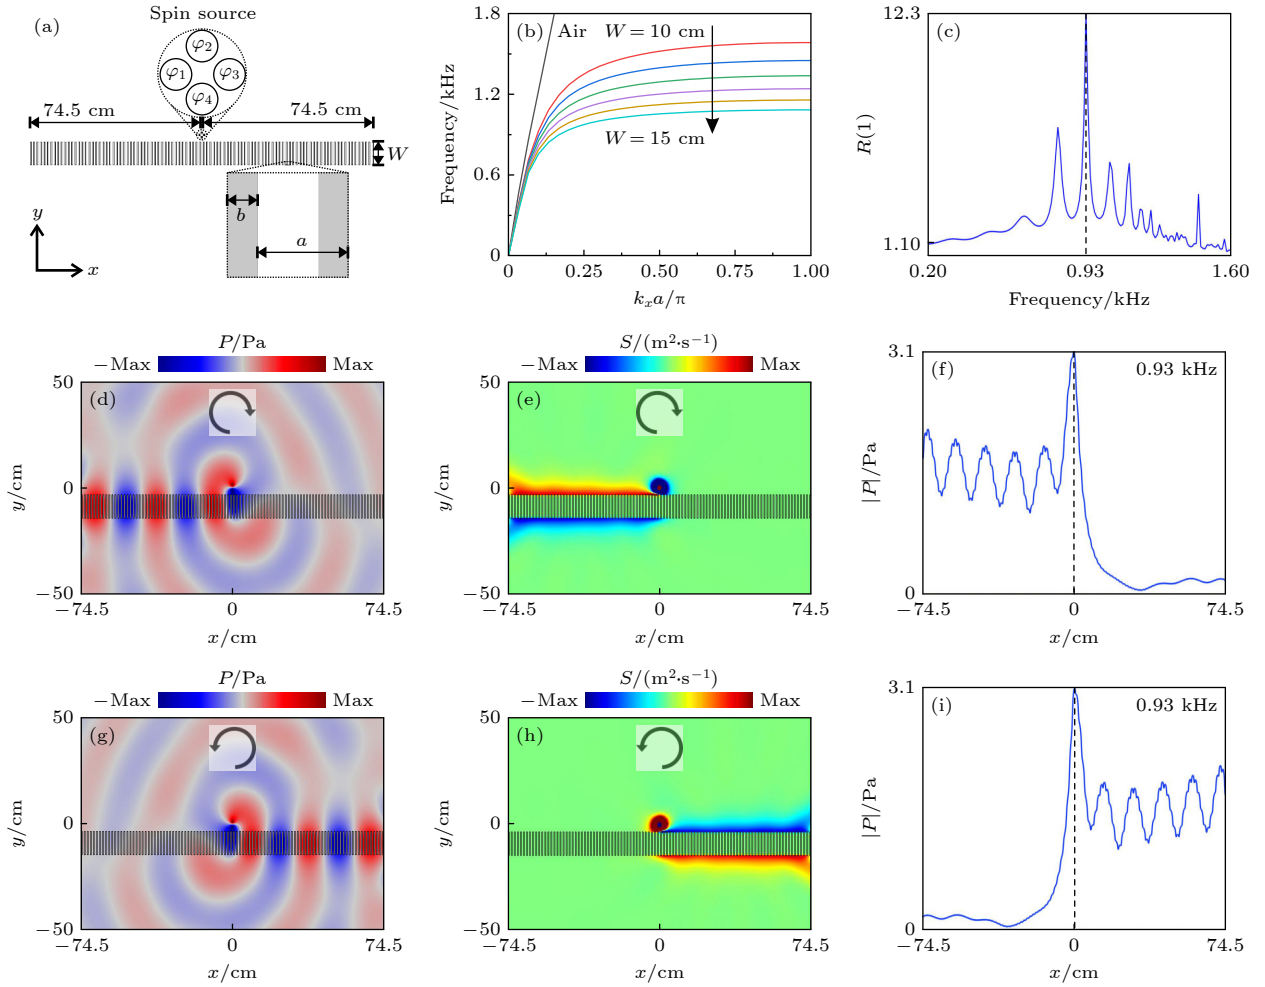 (a)
Spin source
φ₂
φ₁ φ₃
φ₄
74.5 cm 74.5 cm
W
b
a
y
x
(b)
Air W = 10 cm
W = 15 cm
1.8
1.2
0.6
0
Frequency/kHz
0 0.25 0.50 0.75 1.00
kₓa/π
(c)
12.3
1.10
R(1)
0.20 0.93 1.60
Frequency/kHz
P/Pa
−Max Max
(d)
50
0
−50
y/cm
−74.5 0 74.5
x/cm
S/(m²·s⁻¹)
−Max Max
(e)
50
0
−50
y/cm
−74.5 0 74.5
x/cm
(f)
0.93 kHz
3.1
0
|P|/Pa
−74.5 0 74.5
x/cm
P/Pa
−Max Max
(g)
50
0
−50
y/cm
−74.5 0 74.5
x/cm
S/(m²·s⁻¹)
−Max Max
(h)
50
0
−50
y/cm
−74.5 0 74.5
x/cm
(i)
0.93 kHz
3.1
0
|P|/Pa
−74.5 0 74.5
x/cm